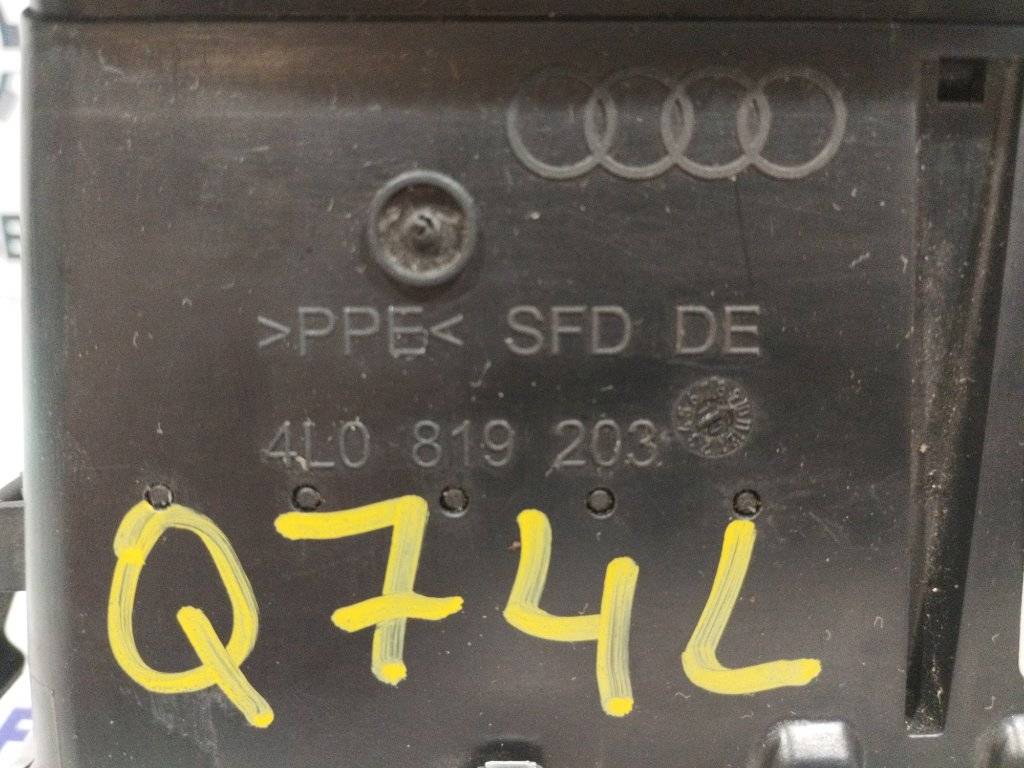 >PPE< SFD DE
4L0 819 203
Q74L